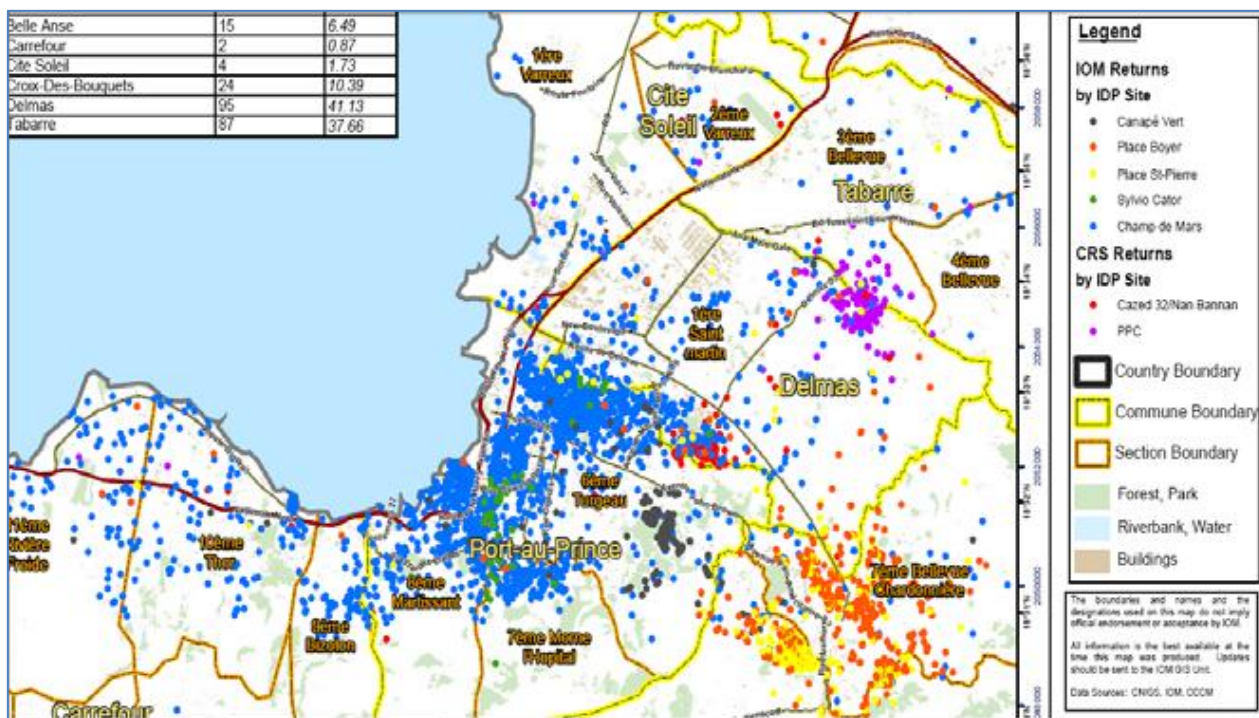 Belle Anse 15 6.49
Carrefour 2 0.87
Cite Soleil 4 1.73
Croix-Des-Bouquets 24 10.39
Delmas 95 41.13
Tabarre 87 37.66
1ère
Varreux
Cite
Soleil
2ème
Varreux
3ème
Bellevue
Tabarre
4ème
Bellevue
1ère
Saint
martin
Delmas
6ème
Turgeau
Port-au-Prince
11ème
Rivière
Froide
10ème
Thor
8ème
Martissant
9ème
Bizoton
7ème Morne
l'Hopital
7ème Bellevue
Chardonnière
Carrefour
Legend
IOM Returns
by IDP Site
Canapé Vert
Place Boyer
Place St-Pierre
Sylvio Cator
Champ de Mars
CRS Returns
by IDP Site
Cazed 32/Nan Bannan
PPC
Country Boundary
Commune Boundary
Section Boundary
Forest, Park
Riverbank, Water
Buildings
The boundaries and names and the
designations used on this map do not imply
official endorsement or acceptance by IOM.
All information is the best available at the
time this map was produced. Updates
should be sent to the IOM GIS Unit.
Data Sources: CNIGS, IOM, CCCM